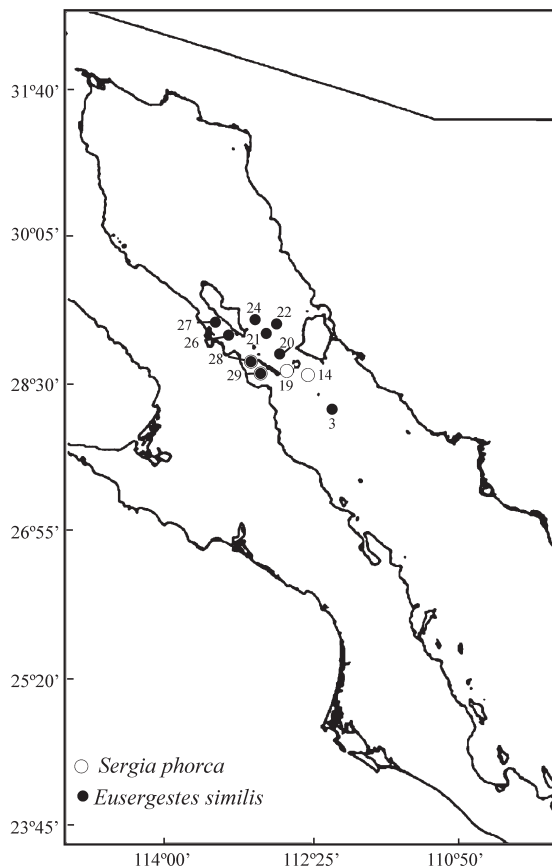 31º40’
30º05’
24
22
27
21
26
20
28
29
19
14
28º30’
3
26º55’
25º20’
Sergia phorca
Eusergestes similis
23º45’
114º00’
112º25’
110º50’